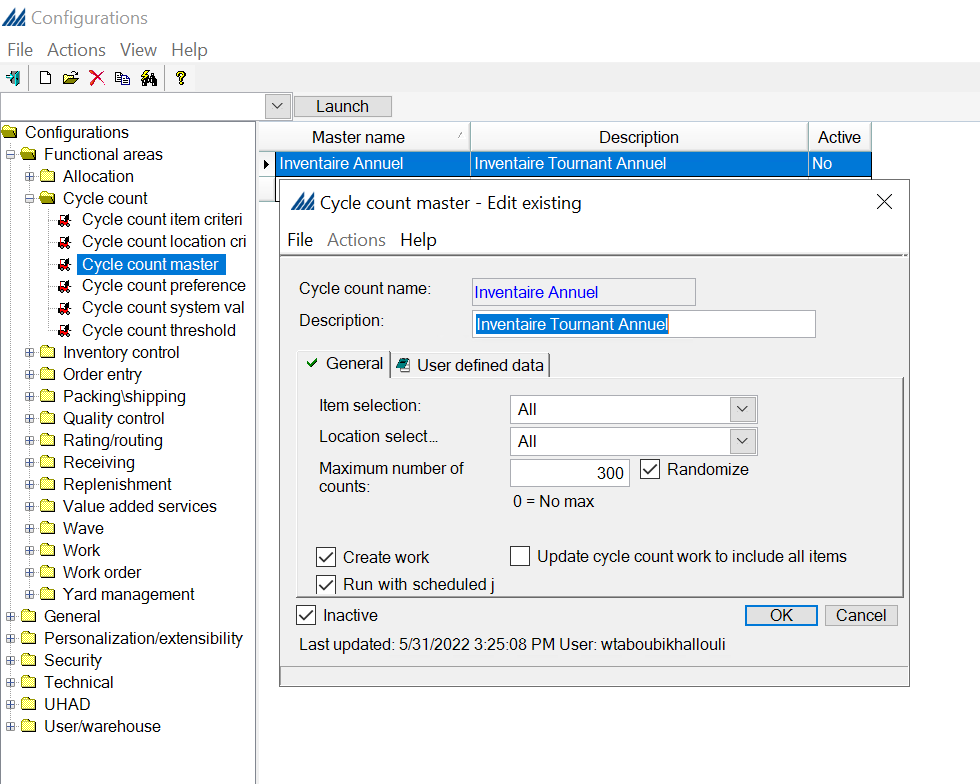 Configurations
File Actions View Help
Launch
Configurations
Functional areas
Allocation
Cycle count
Cycle count item criteri
Cycle count location cri
Cycle count master
Cycle count preference
Cycle count system val
Cycle count threshold
Inventory control
Order entry
Packing\shipping
Quality control
Rating/routing
Receiving
Replenishment
Value added services
Wave
Work
Work order
Yard management
General
Personalization/extensibility
Security
Technical
UHAD
User/warehouse
Master name Description Active
Inventaire Annuel Inventaire Tournant Annuel No
Cycle count master - Edit existing
File Actions Help
Cycle count name: Inventaire Annuel
Description: Inventaire Tournant Annuel
General User defined data
Item selection: All
Location select... All
Maximum number of counts: 300 Randomize
0 = No max
Create work Update cycle count work to include all items
Run with scheduled j
Inactive OK Cancel
Last updated: 5/31/2022 3:25:08 PM User: wtaboubikhallouli